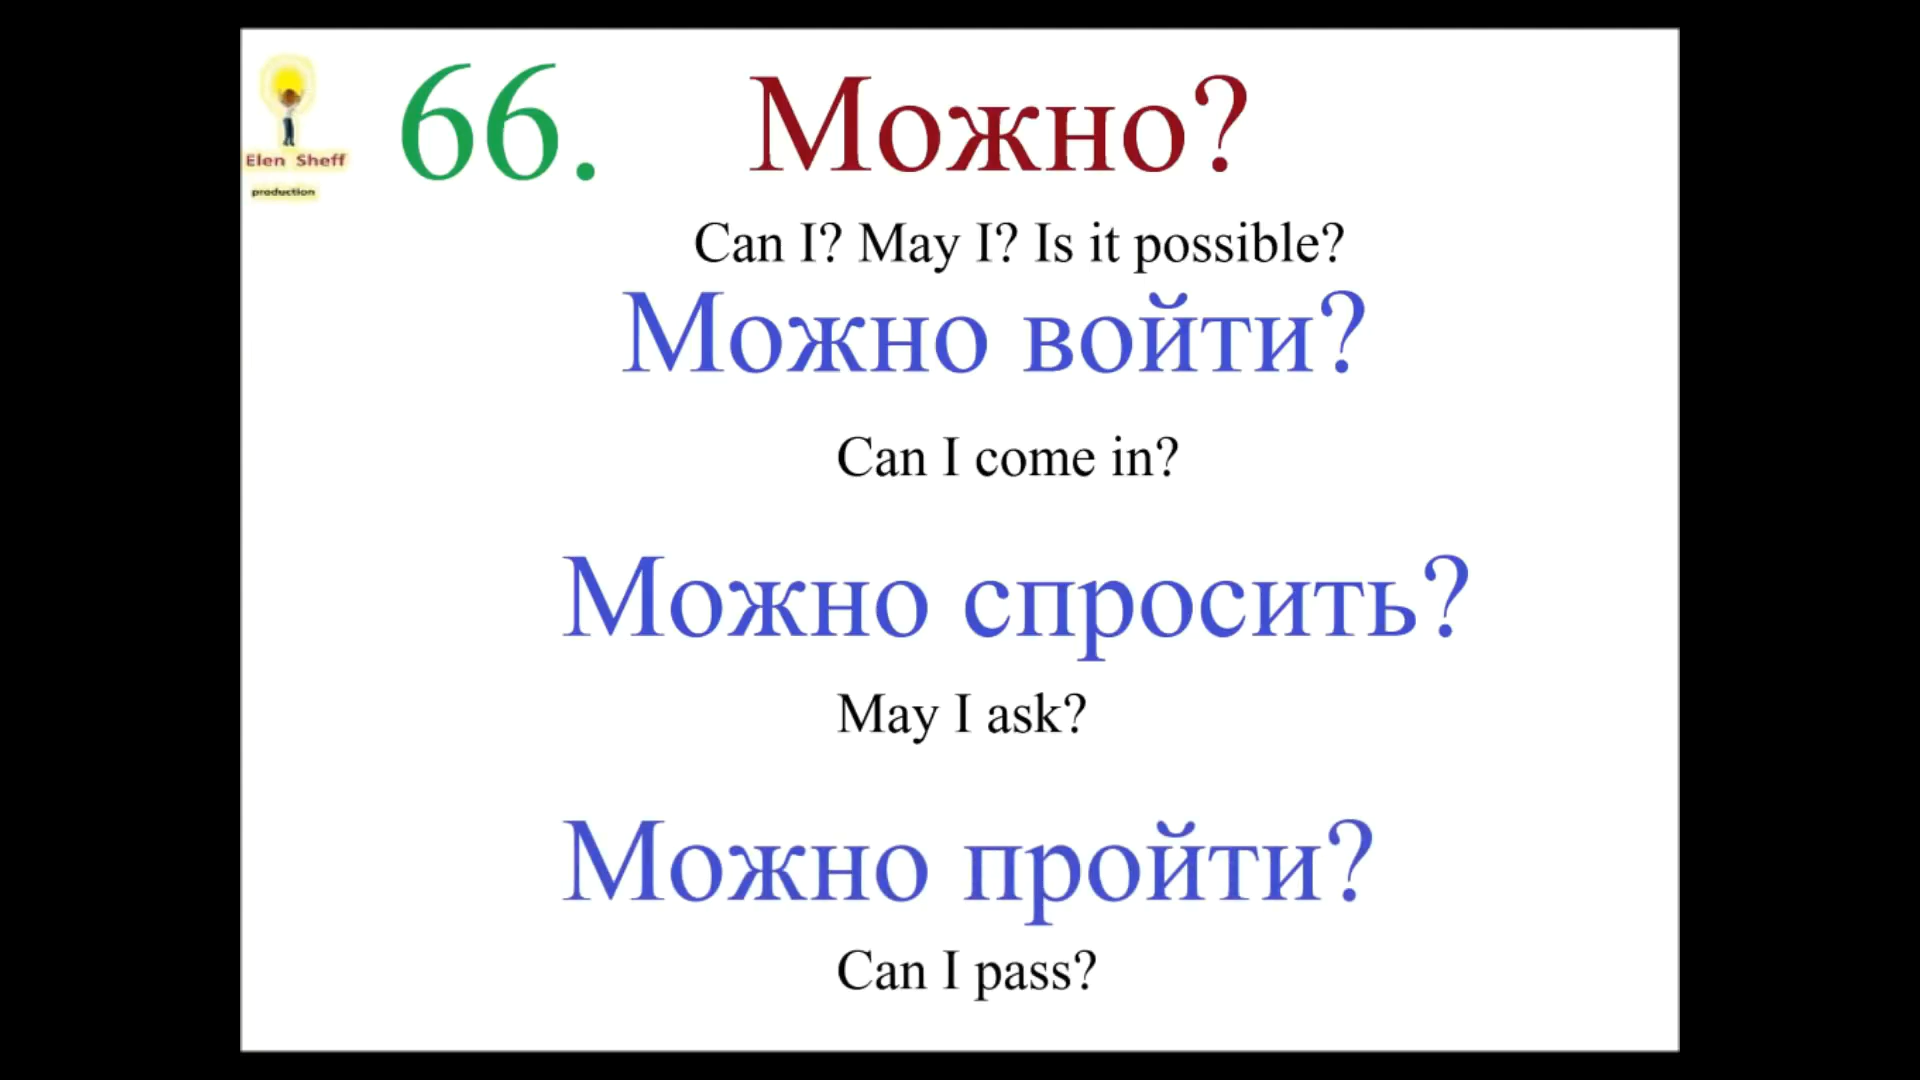 Elen Sheff
production
66. Можно?
Can I? May I? Is it possible?
Можно войти?
Can I come in?
Можно спросить?
May I ask?
Можно пройти?
Can I pass?